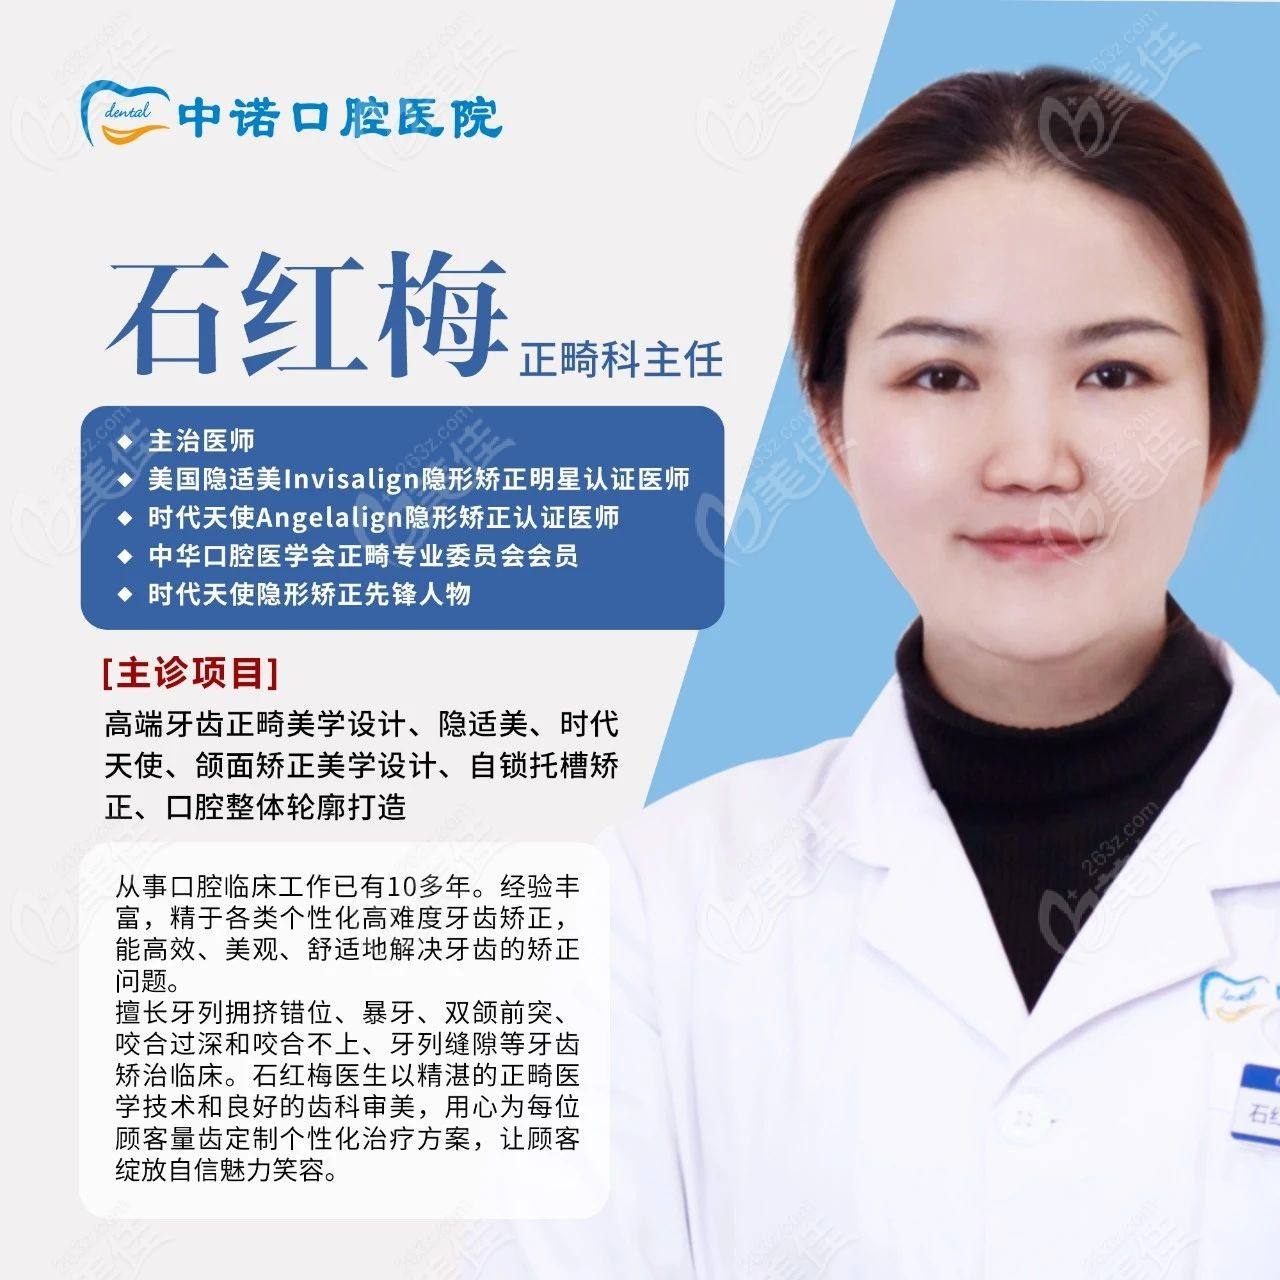 dental
中诺口腔医院
石红梅 正畸科主任
◆ 主治医师
◆ 美国隐适美Invisalign隐形矫正明星认证医师
◆ 时代天使Angelalign隐形矫正认证医师
◆ 中华口腔医学会正畸专业委员会会员
◆ 时代天使隐形矫正先锋人物
[主诊项目]
高端牙齿正畸美学设计、隐适美、时代
天使、颌面矫正美学设计、自锁托槽矫
正、口腔整体轮廓打造
从事口腔临床工作已有10多年。经验丰
富，精于各类个性化高难度牙齿矫正，
能高效、美观、舒适地解决牙齿的矫正
问题。
擅长牙列拥挤错位、暴牙、双颌前突、
咬合过深和咬合不上、牙列缝隙等牙齿
矫治临床。石红梅医生以精湛的正畸医
学技术和良好的齿科审美，用心为每位
顾客量齿定制个性化治疗方案，让顾客
绽放自信魅力笑容。
dental
石红
263z.com
美佳